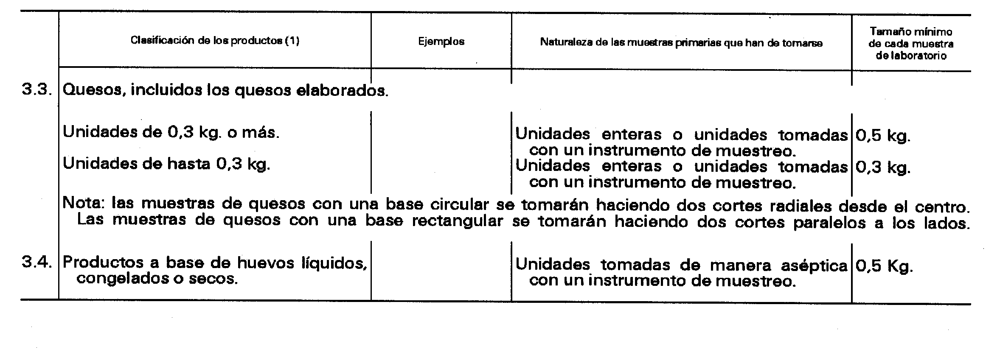 Clasificación de los productos (1)
Ejemplos
Naturaleza de las muestras primarias que han de tomarse
Tamaño mínimo
de cada muestra
de laboratorio
3.3. Quesos, incluidos los quesos elaborados.
Unidades de 0,3 kg. o más.
Unidades enteras o unidades tomadas 0,5 kg.
con un instrumento de muestreo.
Unidades de hasta 0,3 kg.
Unidades enteras o unidades tomadas 0,3 kg.
con un instrumento de muestreo.
Nota: las muestras de quesos con una base circular se tomarán haciendo dos cortes radiales desde el centro.
Las muestras de quesos con una base rectangular se tomarán haciendo dos cortes paralelos a los lados.
3.4. Productos a base de huevos líquidos,
congelados o secos.
Unidades tomadas de manera aséptica 0,5 Kg.
con un instrumento de muestreo.